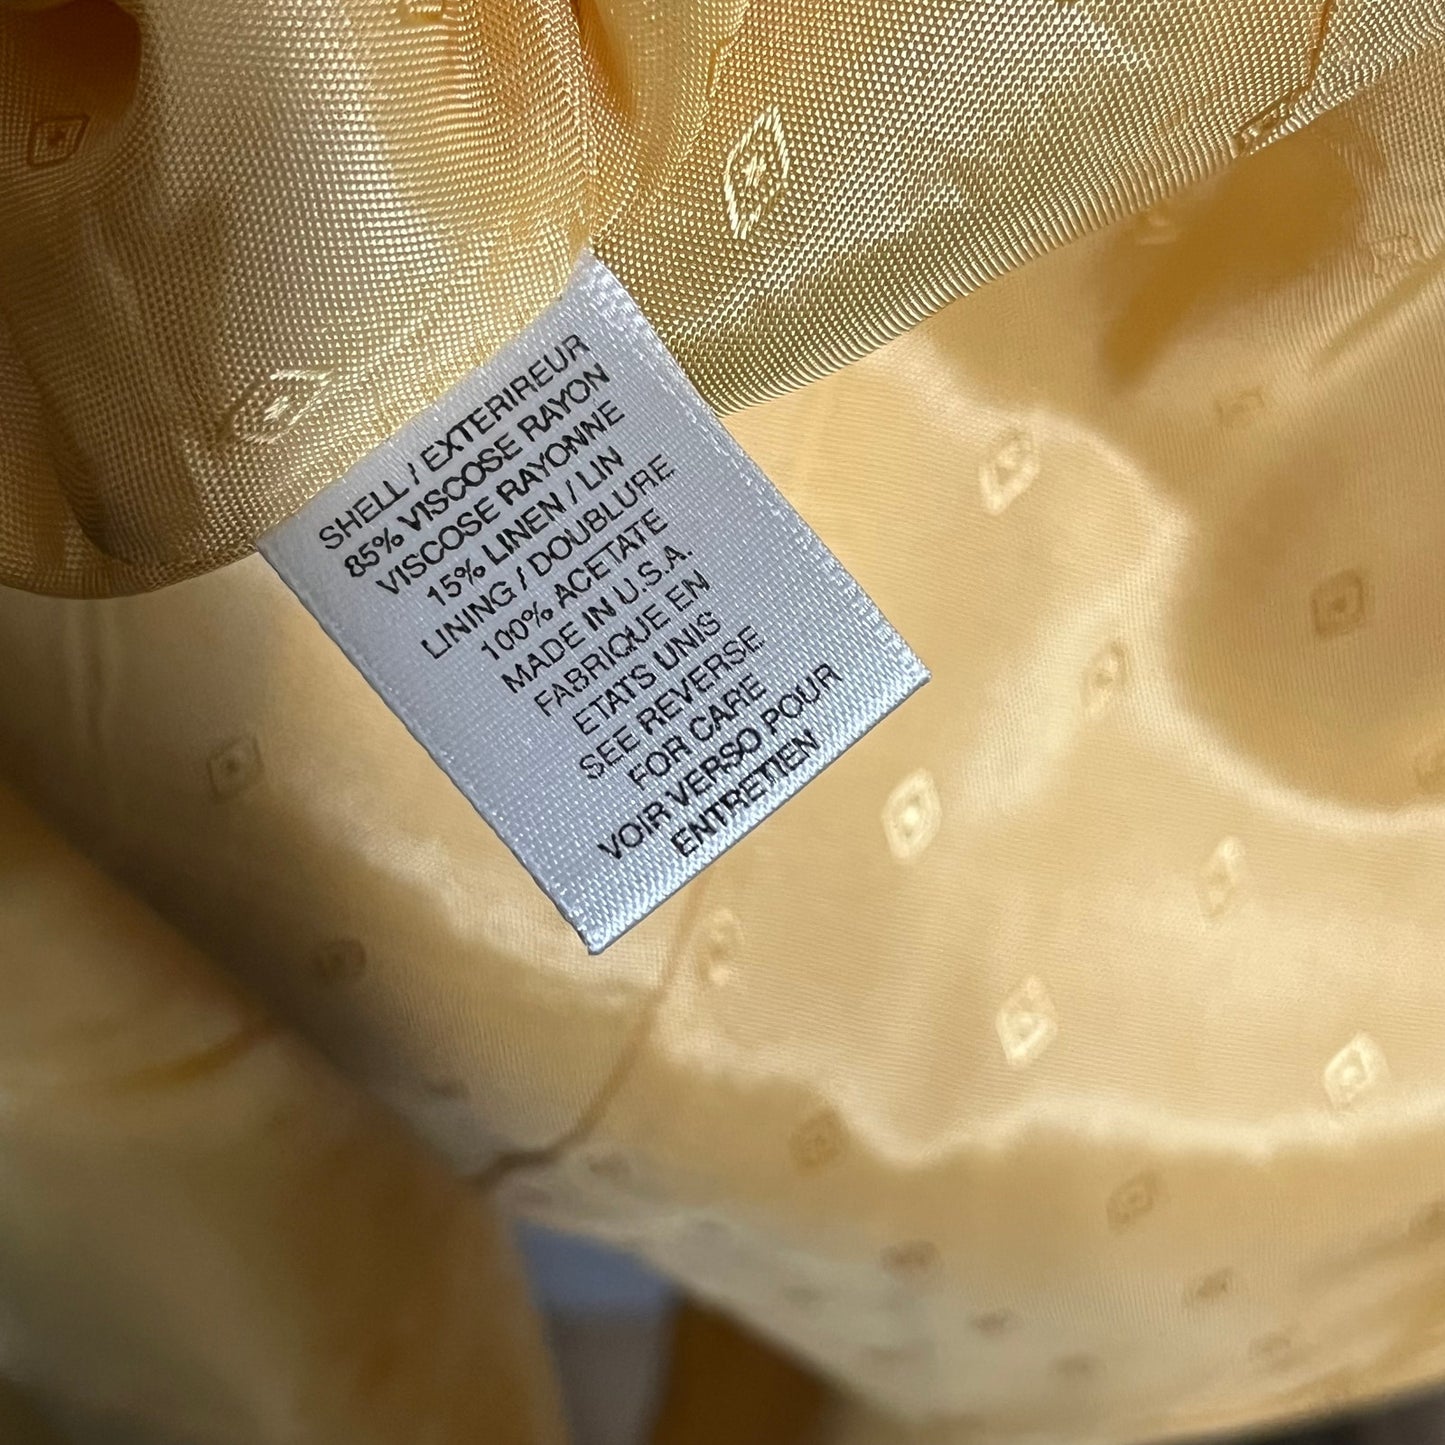 SHELL / EXTERIREUR
85% VISCOSE RAYON
VISCOSE RAYONNE
15% LINEN / LIN
LINING / DOUBLURE
100% ACETATE
MADE IN U.S.A.
FABRIQUE EN
ETATS UNIS
SEE REVERSE
FOR CARE
VOIR VERSO POUR
ENTRETIEN